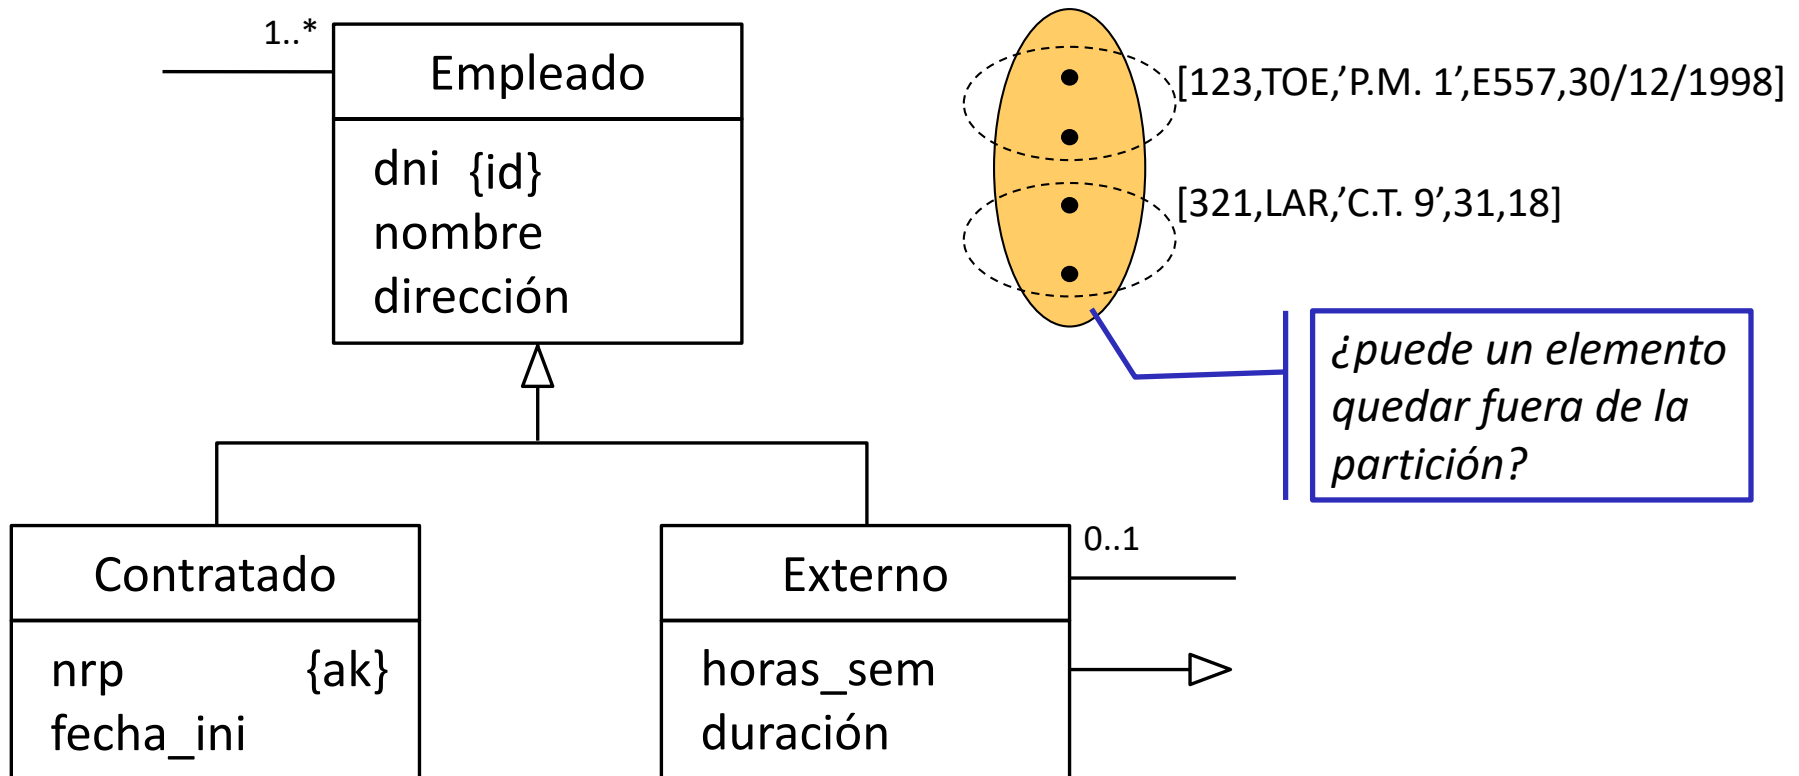 1..*
Empleado
dni {id}
nombre
dirección
[123,TOE,’P.M. 1’,E557,30/12/1998]
[321,LAR,’C.T. 9’,31,18]
¿puede un elemento
quedar fuera de la
partición?
Contratado
nrp {ak}
fecha_ini
Externo
0..1
horas_sem
duración